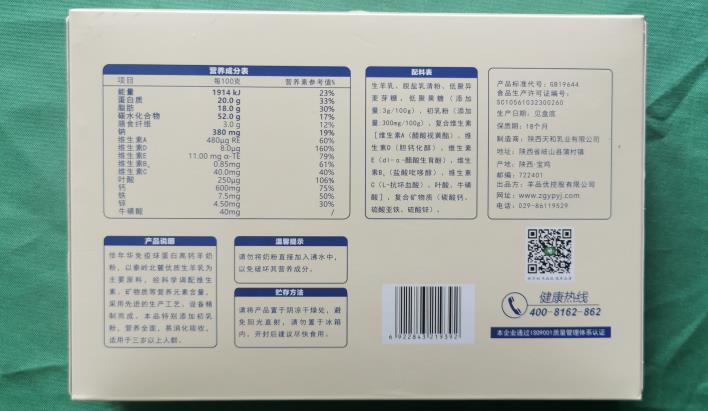 营养成分表
项目 每100克 营养素参考值%
能量 1914 kJ 23%
蛋白质 20.0 g 33%
脂肪 18.0 g 30%
碳水化合物 52.0 g 17%
膳食纤维 3.0 g 12%
钠 380 mg 19%
维生素A 480μg RE 60%
维生素D 8.0μg 160%
维生素E 11.00 mg α-TE 79%
维生素B₆ 0.85mg 61%
维生素C 40.0mg 40%
叶酸 250μg 106%
钙 600mg 75%
铁 7.5mg 50%
锌 4.50mg 30%
牛磺酸 40mg /
配料表
生羊乳、脱盐乳清粉、低聚异
麦芽糖、低聚果糖（添加
量:3g/100g）、初乳粉（添加
量:300mg/100g）、复合维生素
[维生素A（醋酸视黄酯）、维
生素D（胆钙化醇）、维生素
E（dl-α-醋酸生育酚）、维生
素B₆（盐酸吡哆醇）、维生素
C（L-抗坏血酸）、叶酸、牛磺
酸]、复合矿物质（碳酸钙、
硫酸亚铁、硫酸锌）。
产品标准代号：GB19644
食品生产许可证编号：
SC10561032300260
生产日期：见盒底
保质期：18个月
制造商：陕西天和乳业有限公司
地址：陕西省岐山县蒲村镇
产地：陕西·宝鸡
邮编：722401
出品方：羊品优控股有限公司
网址：www.zgypyj.com
电话：029-86119529
产品说明
佳年华免疫球蛋白高钙羊奶
粉，以秦岭北麓优质生羊乳为
主要原料，经科学调配维生
素、矿物质等营养元素含量，
采用先进的生产工艺、设备精
制而成。本品特别添加初乳
粉，营养全面，易消化吸收，
适用于三岁以上人群。
温馨提示
请勿将奶粉直接加入沸水中，
以免破坏其营养成分。
贮存方法
请将产品置于阴凉干燥处，避
免阳光直射，请勿置于冰箱
内，开封后建议尽快食用。
6 922843 219392
健康热线
400-8162-862
本企业通过ISO9001质量管理体系认证